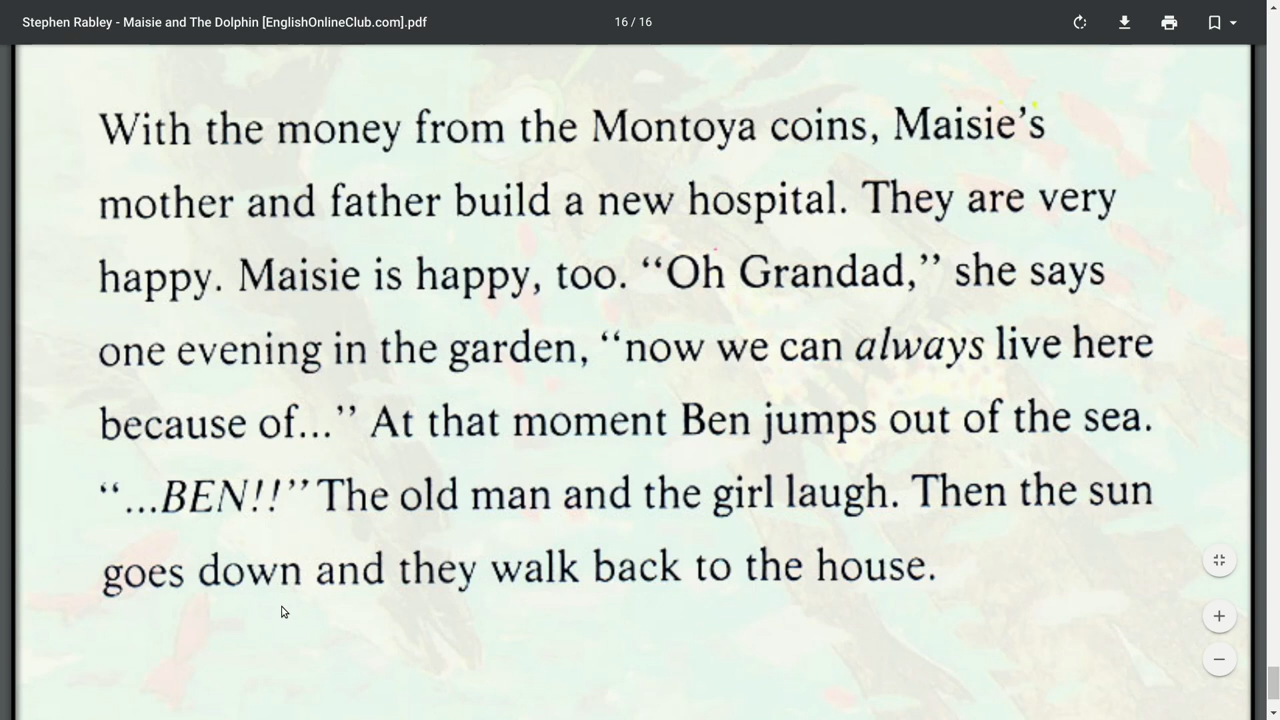 Stephen Rabley - Maisie and The Dolphin [EnglishOnlineClub.com].pdf
16 / 16
With the money from the Montoya coins, Maisie’s
mother and father build a new hospital. They are very
happy. Maisie is happy, too. “Oh Grandad,” she says
one evening in the garden, “now we can always live here
because of...” At that moment Ben jumps out of the sea.
“...BEN!!” The old man and the girl laugh. Then the sun
goes down and they walk back to the house.